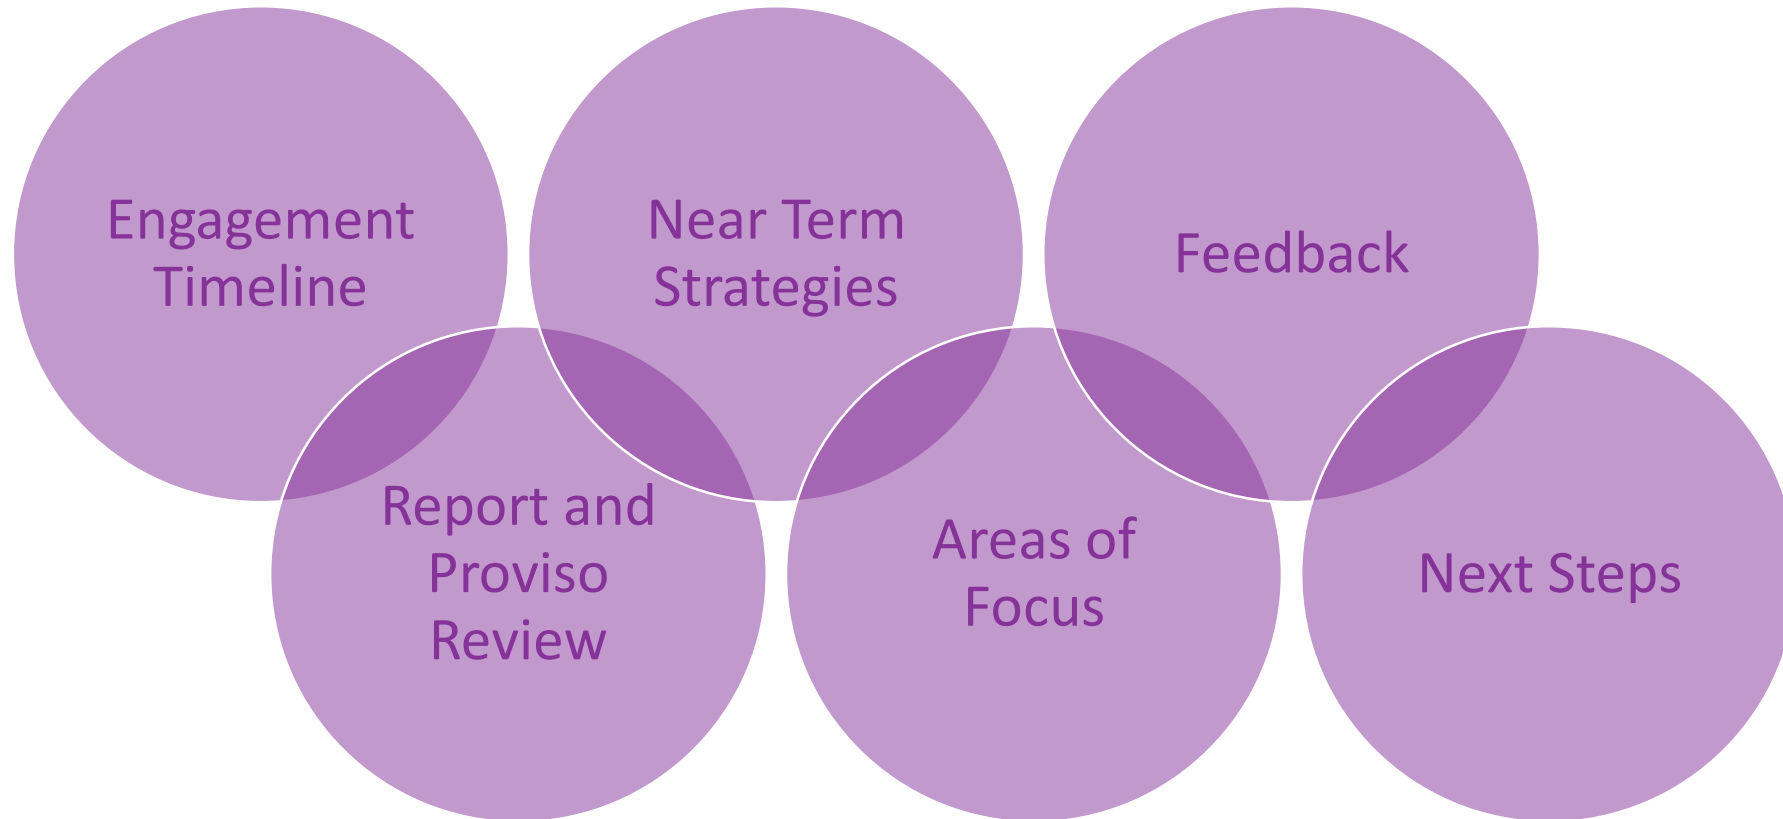 Engagement
Timeline
Report and
Proviso
Review
Near Term
Strategies
Areas of
Focus
Feedback
Next Steps